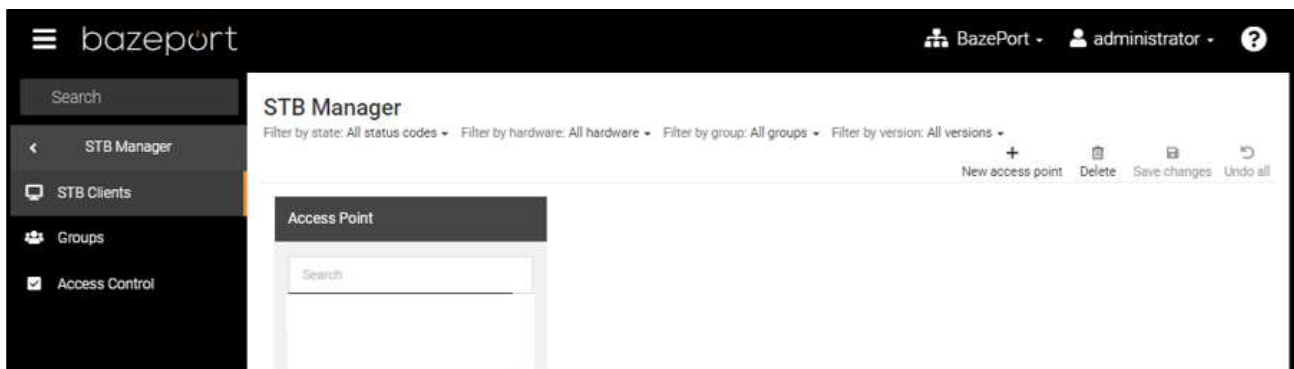 bazeport
BazePort
administrator
?
Search
STB Manager
STB Clients
Groups
Access Control
STB Manager
Filter by state: All status codes Filter by hardware: All hardware Filter by group: All groups Filter by version: All versions
New access point Delete Save changes Undo all
Access Point
Search